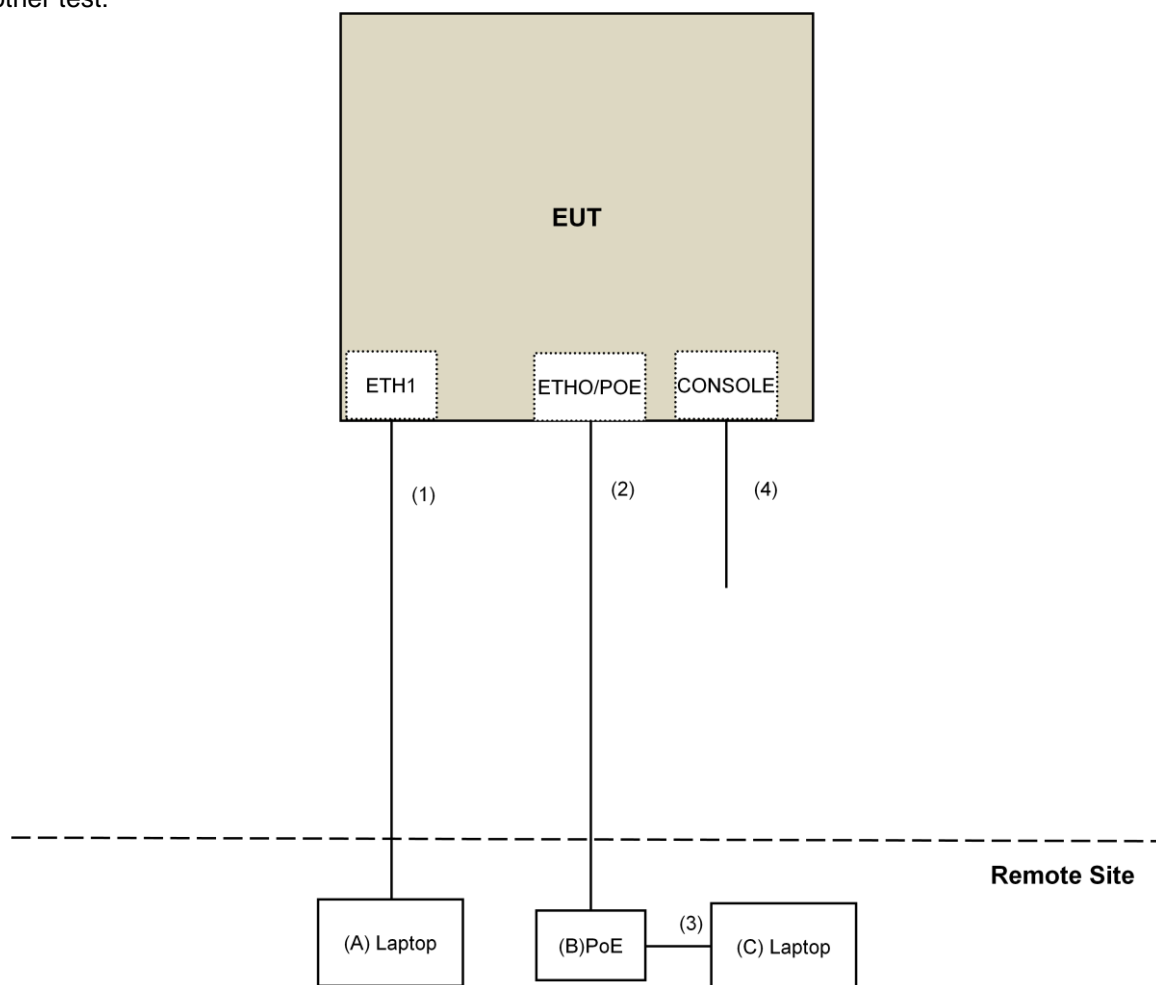 other test.
EUT
ETH1
ETHO/POE
CONSOLE
(1)
(2)
(4)
Remote Site
(A) Laptop
(B)PoE
(3)
(C) Laptop